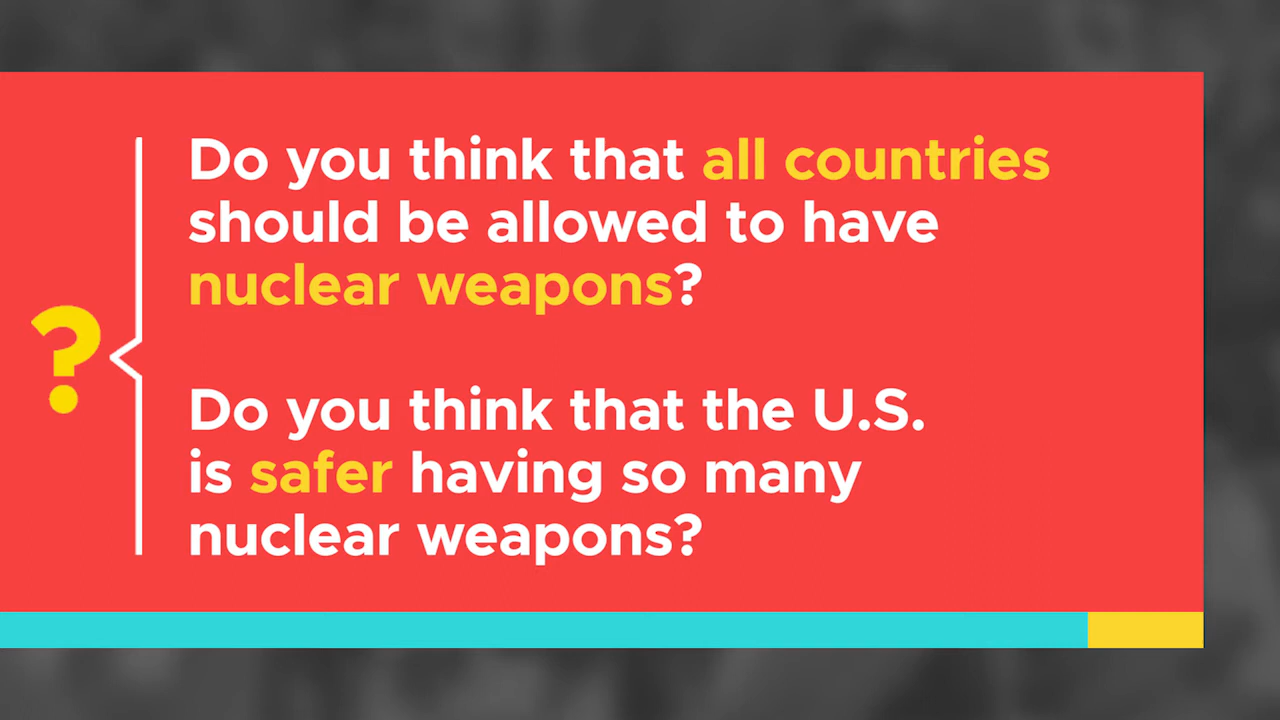 Do you think that all countries
should be allowed to have
nuclear weapons?
?
Do you think that the U.S.
is safer having so many
nuclear weapons?